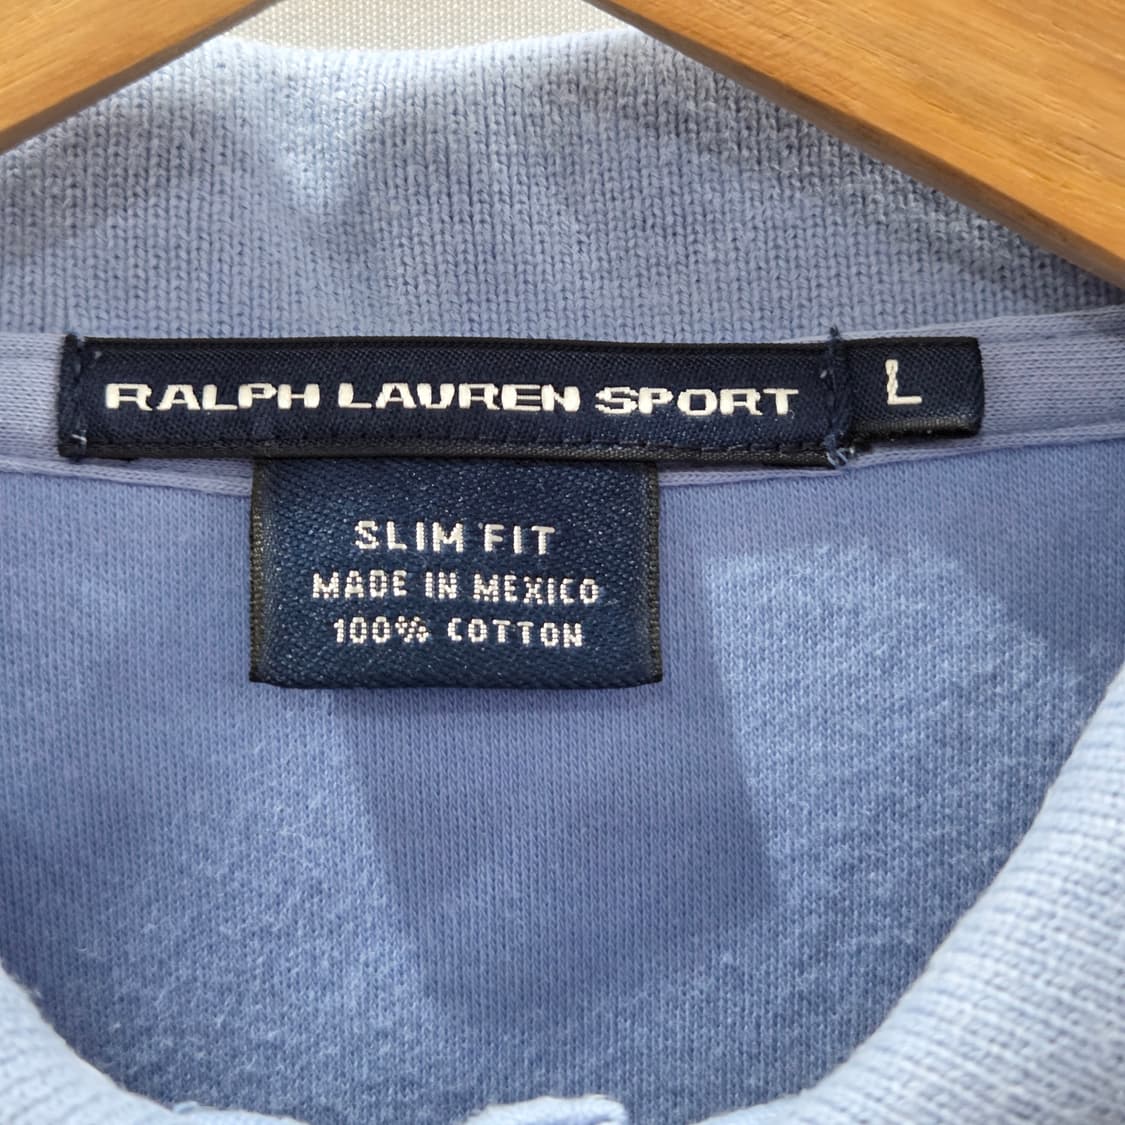 RALPH LAUREN SPORT L
SLIM FIT
MADE IN MEXICO
100% COTTON